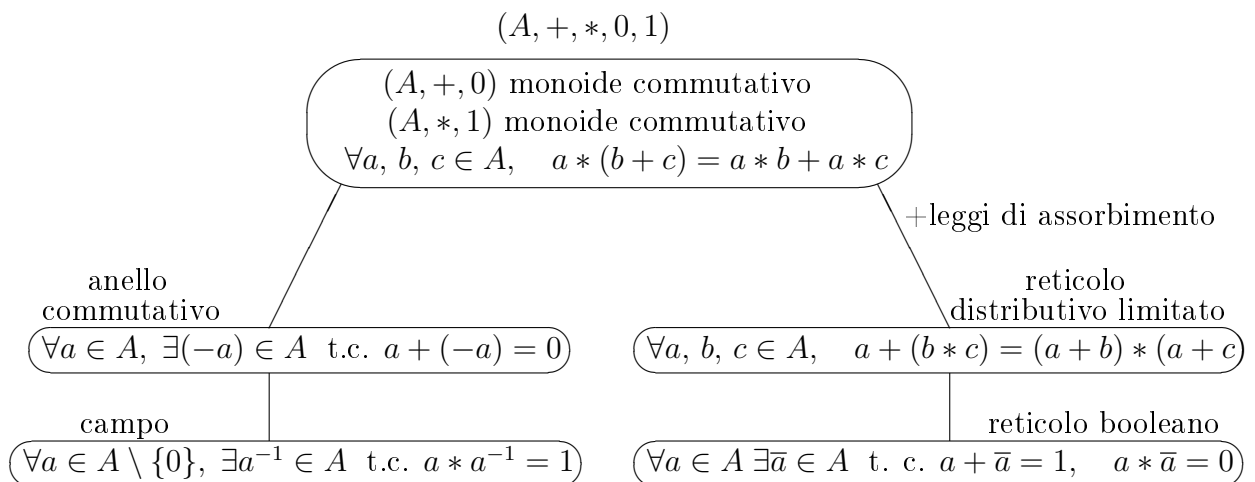 (A, +, ∗, 0, 1)
(A, +, 0) monoide commutativo
(A, ∗, 1) monoide commutativo
∀a, b, c ∈ A, a ∗ (b + c) = a ∗ b + a ∗ c
+leggi di assorbimento
anello
commutativo
∀a ∈ A, ∃(−a) ∈ A t.c. a + (−a) = 0
reticolo
distributivo limitato
∀a, b, c ∈ A, a + (b ∗ c) = (a + b) ∗ (a + c)
campo
∀a ∈ A \ {0}, ∃a⁻¹ ∈ A t.c. a ∗ a⁻¹ = 1
reticolo booleano
∀a ∈ A ∃a̅ ∈ A t. c. a + a̅ = 1, a ∗ a̅ = 0